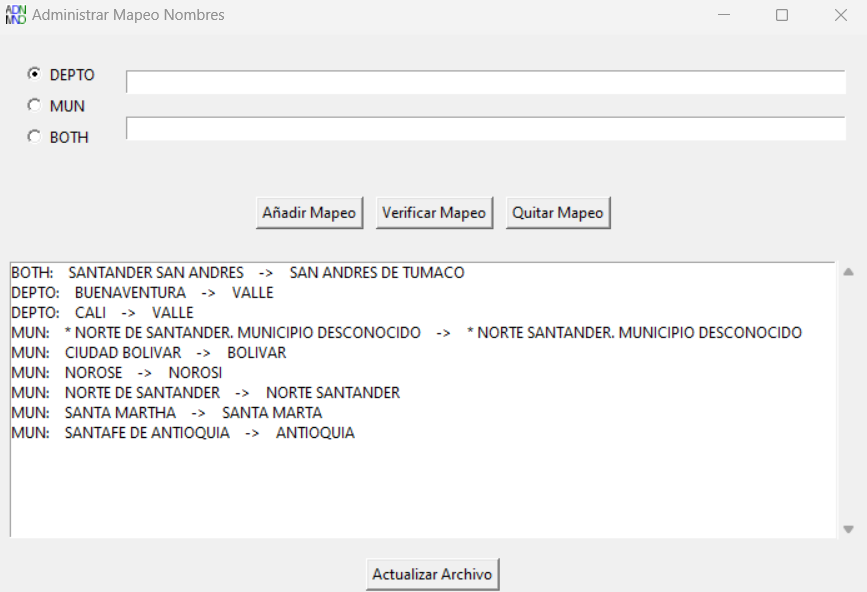 ADN
MND
Administrar Mapeo Nombres
DEPTO
MUN
BOTH
Añadir Mapeo
Verificar Mapeo
Quitar Mapeo
BOTH: SANTANDER SAN ANDRES -> SAN ANDRES DE TUMACO
DEPTO: BUENAVENTURA -> VALLE
DEPTO: CALI -> VALLE
MUN: * NORTE DE SANTANDER. MUNICIPIO DESCONOCIDO -> * NORTE SANTANDER. MUNICIPIO DESCONOCIDO
MUN: CIUDAD BOLIVAR -> BOLIVAR
MUN: NOROSE -> NOROSI
MUN: NORTE DE SANTANDER -> NORTE SANTANDER
MUN: SANTA MARTHA -> SANTA MARTA
MUN: SANTAFE DE ANTIOQUIA -> ANTIOQUIA
Actualizar Archivo